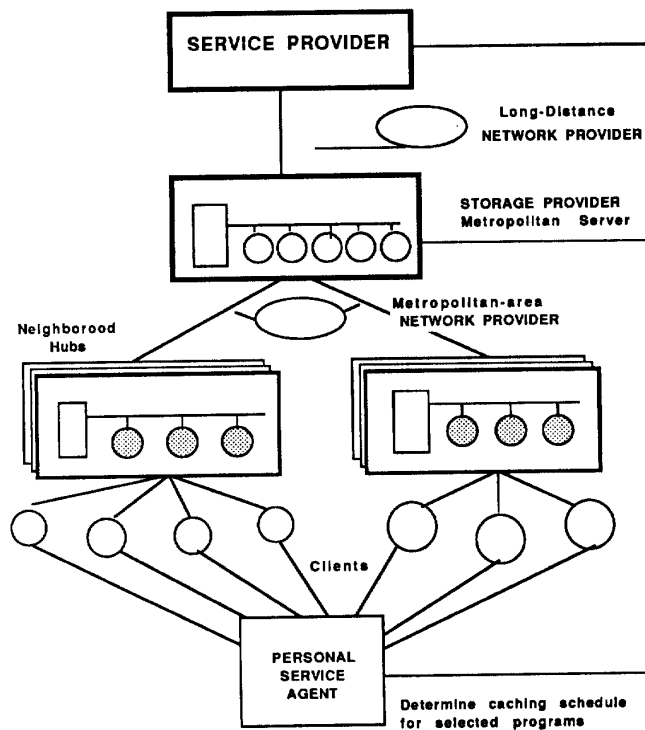 SERVICE PROVIDER
Long-Distance
NETWORK PROVIDER
STORAGE PROVIDER
Metropolitan Server
Metropolitan-area
NETWORK PROVIDER
Neighborood
Hubs
Clients
PERSONAL
SERVICE
AGENT
Determine caching schedule
for selected programs